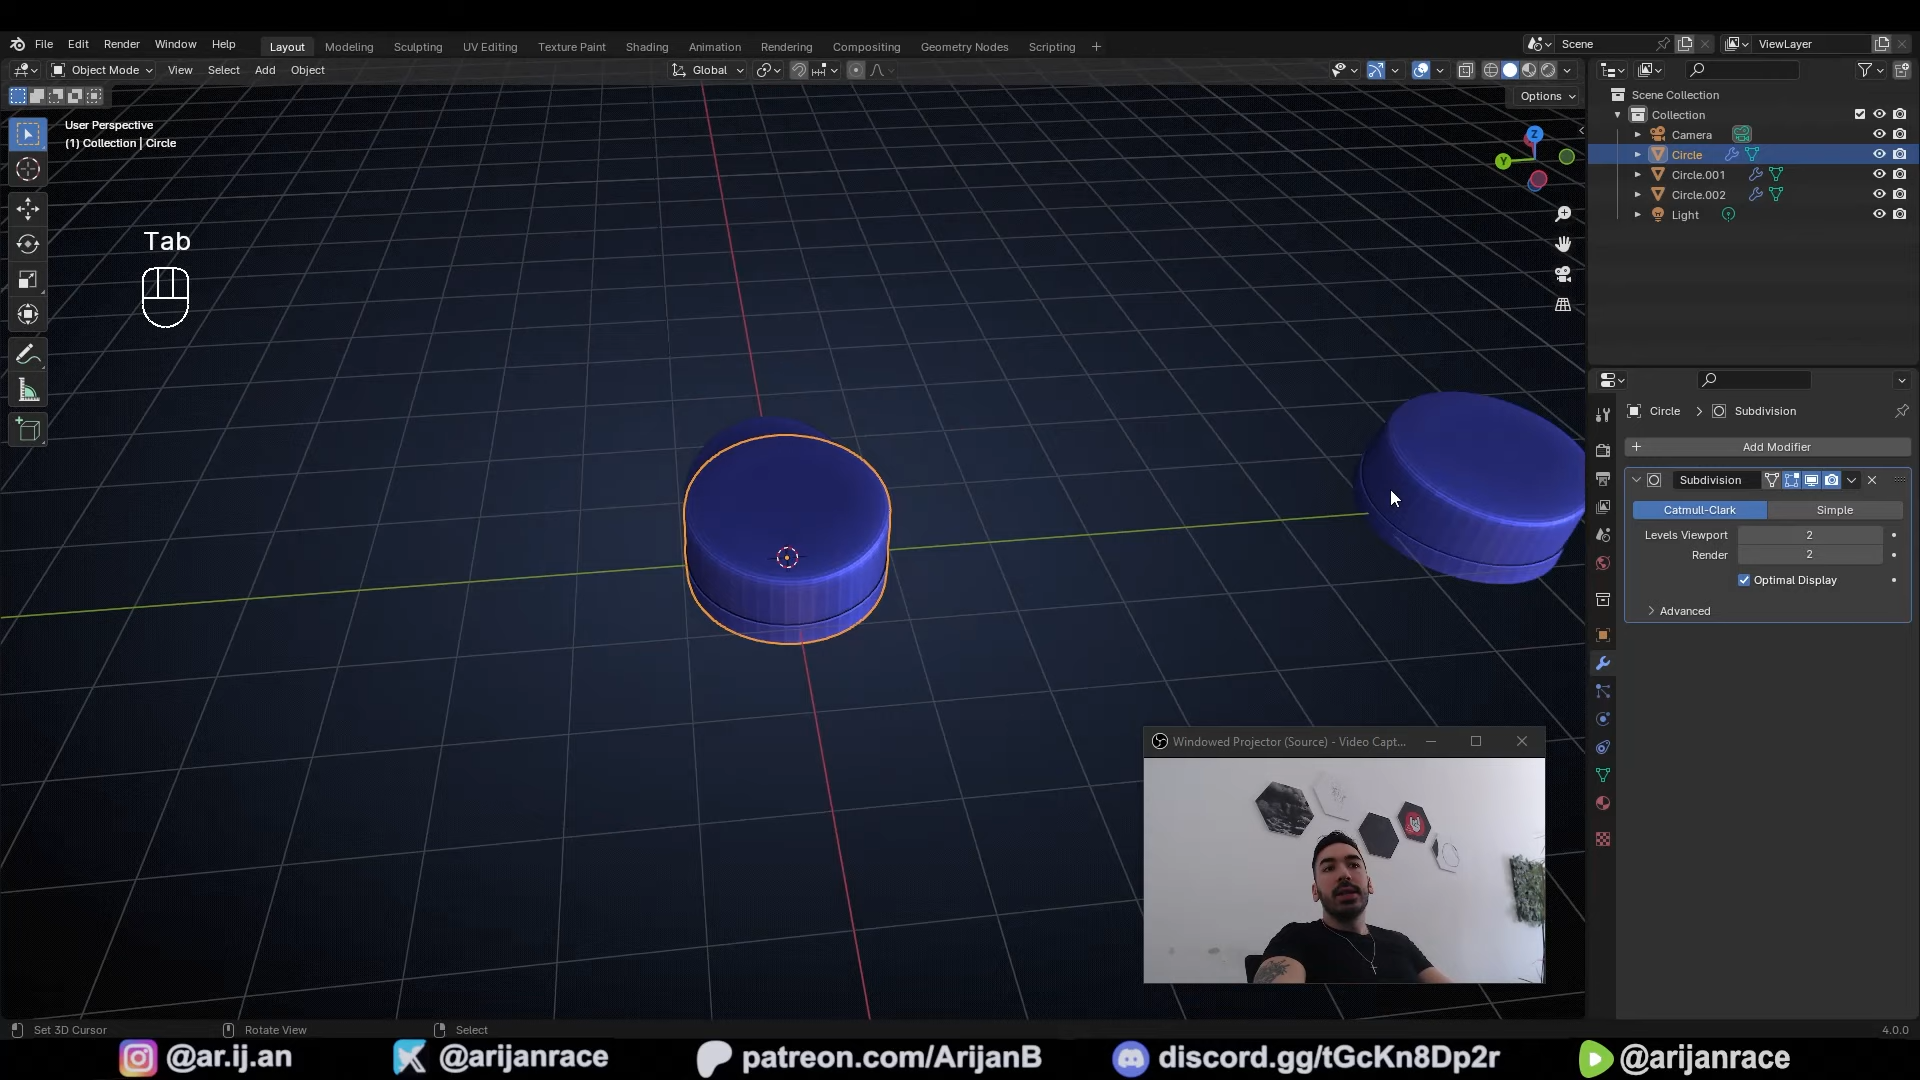 File Edit Render Window Help
Layout Modeling Sculpting UV Editing Texture Paint Shading Animation Rendering Compositing Geometry Nodes Scripting +
Scene
ViewLayer
Object Mode View Select Add Object
Global
Options
User Perspective
(1) Collection | Circle
Tab
X
Y
Z
Scene Collection
Collection
Camera
Circle
Circle.001
Circle.002
Light
Circle > Subdivision
+ Add Modifier
Subdivision
Catmull-Clark Simple
Levels Viewport 2
Render 2
Optimal Display
Advanced
Windowed Projector (Source) - Video Capt...
Set 3D Cursor Rotate View Select 4.0.0
@ar.ij.an @arijanrace patreon.com/ArijanB discord.gg/tGcKn8Dp2r @arijanrace